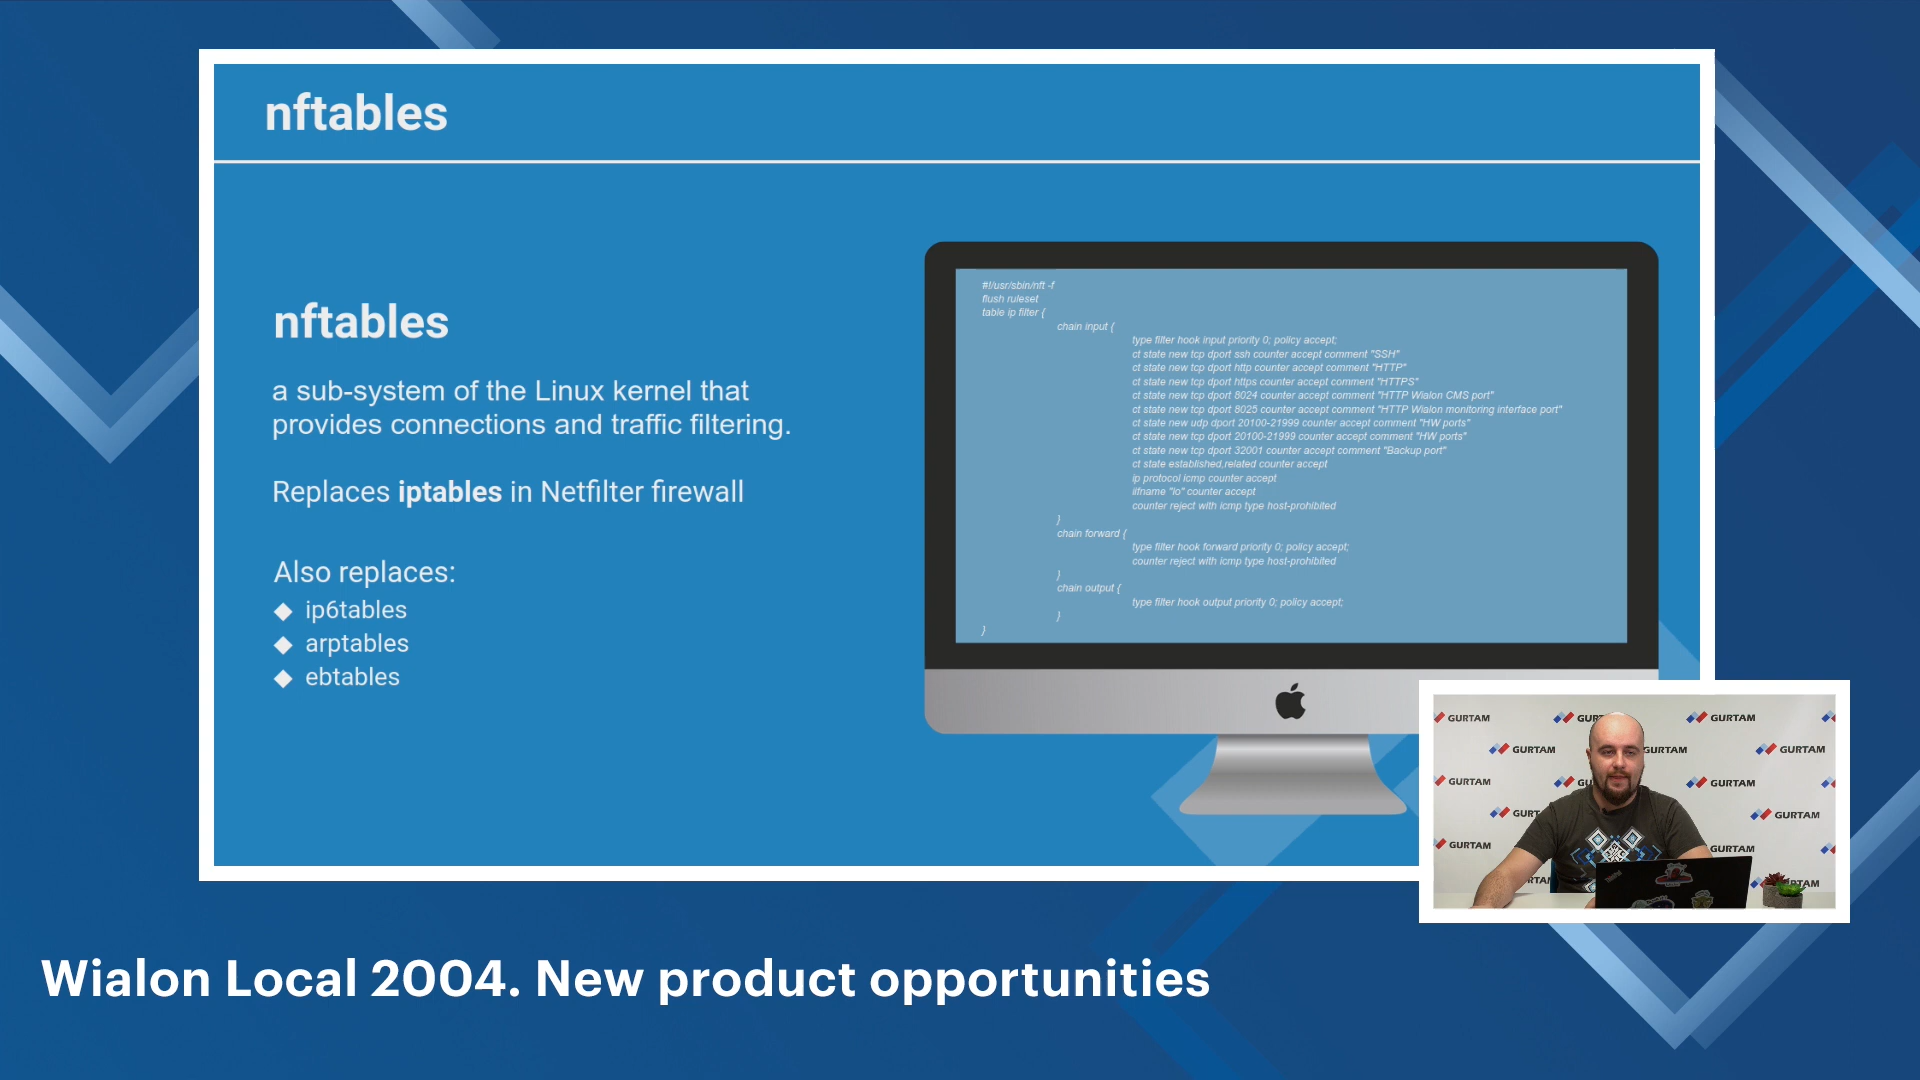 nftables
nftables
a sub-system of the Linux kernel that
provides connections and traffic filtering.
Replaces iptables in Netfilter firewall
Also replaces:
◆ ip6tables
◆ arptables
◆ ebtables
#!/usr/sbin/nft -f
flush ruleset
table ip filter {
chain input {
type filter hook input priority 0; policy accept;
ct state new tcp dport ssh counter accept comment "SSH"
ct state new tcp dport http counter accept comment "HTTP"
ct state new tcp dport https counter accept comment "HTTPS"
ct state new tcp dport 8024 counter accept comment "HTTP Wialon CMS port"
ct state new tcp dport 8025 counter accept comment "HTTP Wialon monitoring interface port"
ct state new udp dport 20100-21999 counter accept comment "HW ports"
ct state new tcp dport 20100-21999 counter accept comment "HW ports"
ct state new tcp dport 32001 counter accept comment "Backup port"
ct state established,related counter accept
ip protocol icmp counter accept
iifname "lo" counter accept
counter reject with icmp type host-prohibited
}
chain forward {
type filter hook forward priority 0; policy accept;
counter reject with icmp type host-prohibited
}
chain output {
type filter hook output priority 0; policy accept;
}
}
GURTAM GUR GURTAM
GURTAM GURTAM GURTAM
GURTAM GU GURTAM
GURT GURTAM
GURTAM GURTAM
RTAM RTAM
Wialon Local 2004. New product opportunities